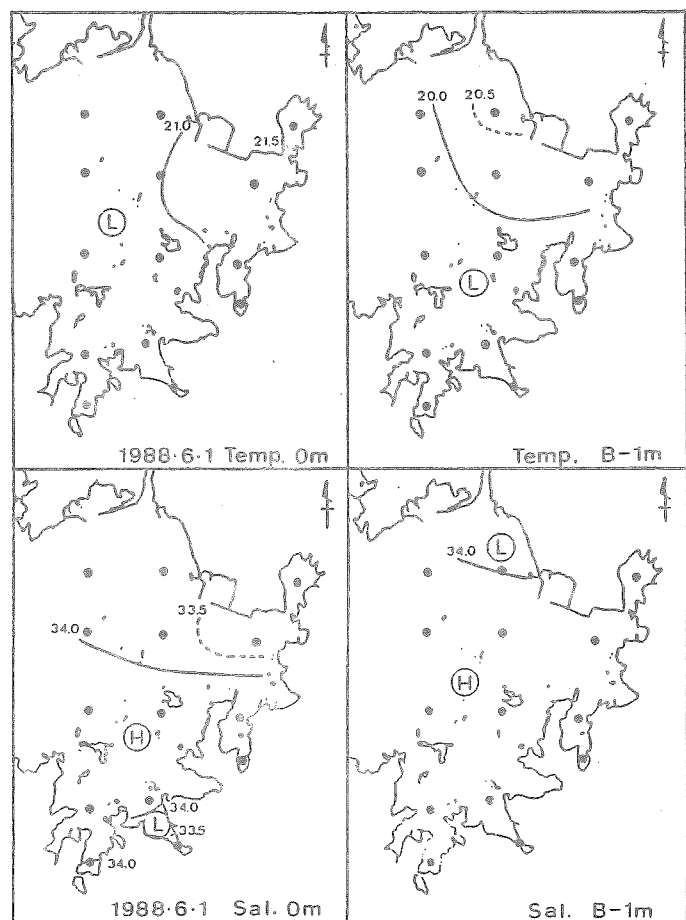 21.0
21.5
L
1988·6·1 Temp. 0m
20.0
20.5
L
Temp. B-1m
33.5
34.0
H
34.0
L
33.5
34.0
1988·6·1 Sal. 0m
L
34.0
H
Sal. B-1m